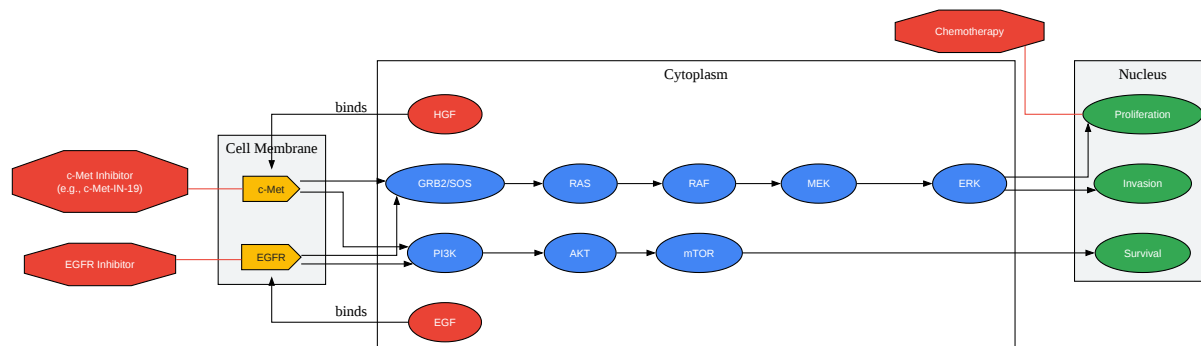 Chemotherapy
Cytoplasm
Nucleus
binds
HGF
Proliferation
Cell Membrane
c-Met Inhibitor
(e.g., c-Met-IN-19)
c-Met
GRB2/SOS
RAS
RAF
MEK
ERK
Invasion
EGFR Inhibitor
EGFR
PI3K
AKT
mTOR
Survival
binds
EGF